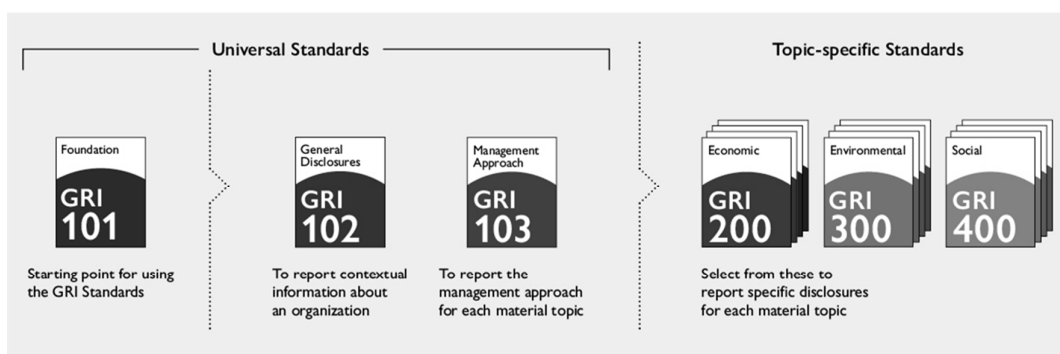 Universal Standards
Topic-specific Standards
Foundation
GRI
101
Starting point for using
the GRI Standards
General
Disclosures
GRI
102
To report contextual
information about
an organization
Management
Approach
GRI
103
To report the
management approach
for each material topic
Economic
GRI
200
Environmental
GRI
300
Social
GRI
400
Select from these to
report specific disclosures
for each material topic